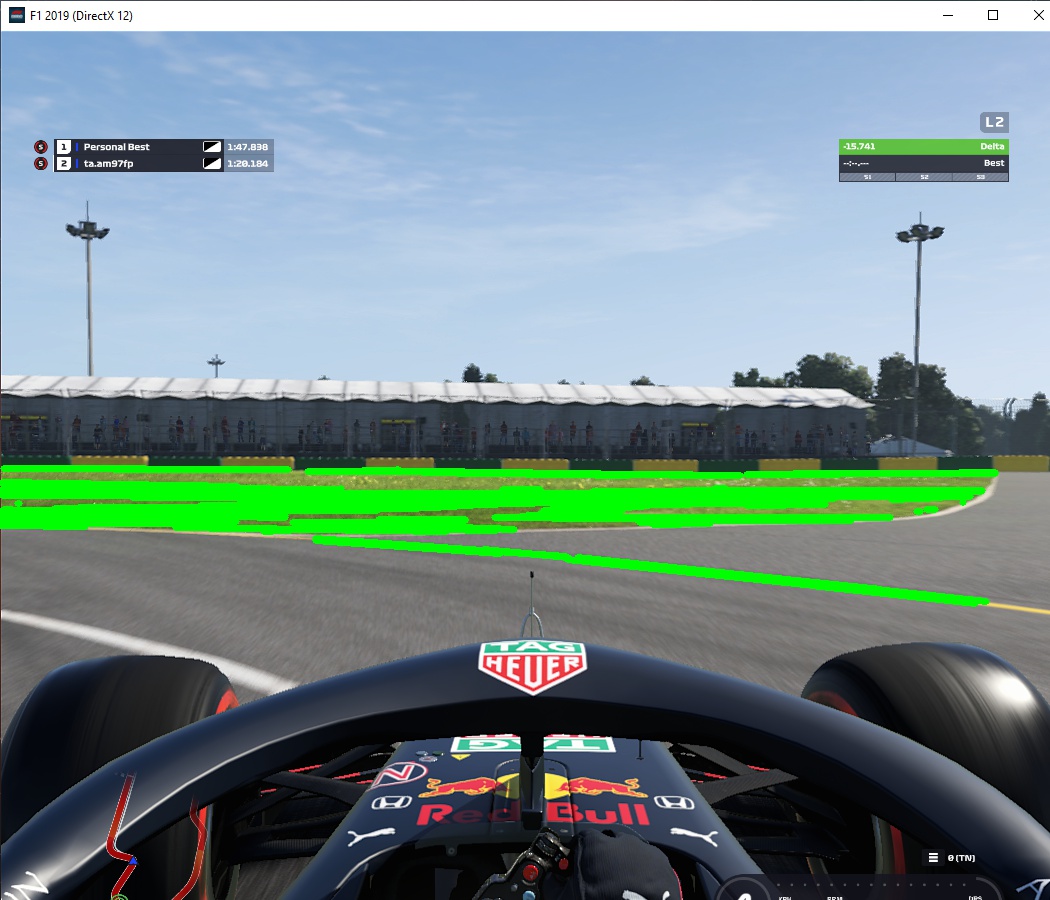 F1 2019 (DirectX 12)
L2
S 1 Personal Best 1:47.838
S 2 ta.am97fp 1:20.184
-15.741 Delta
--:--.--- Best
S1 S2 S3
TAG
HEUER
TAG
Red Bull
0 (TN)